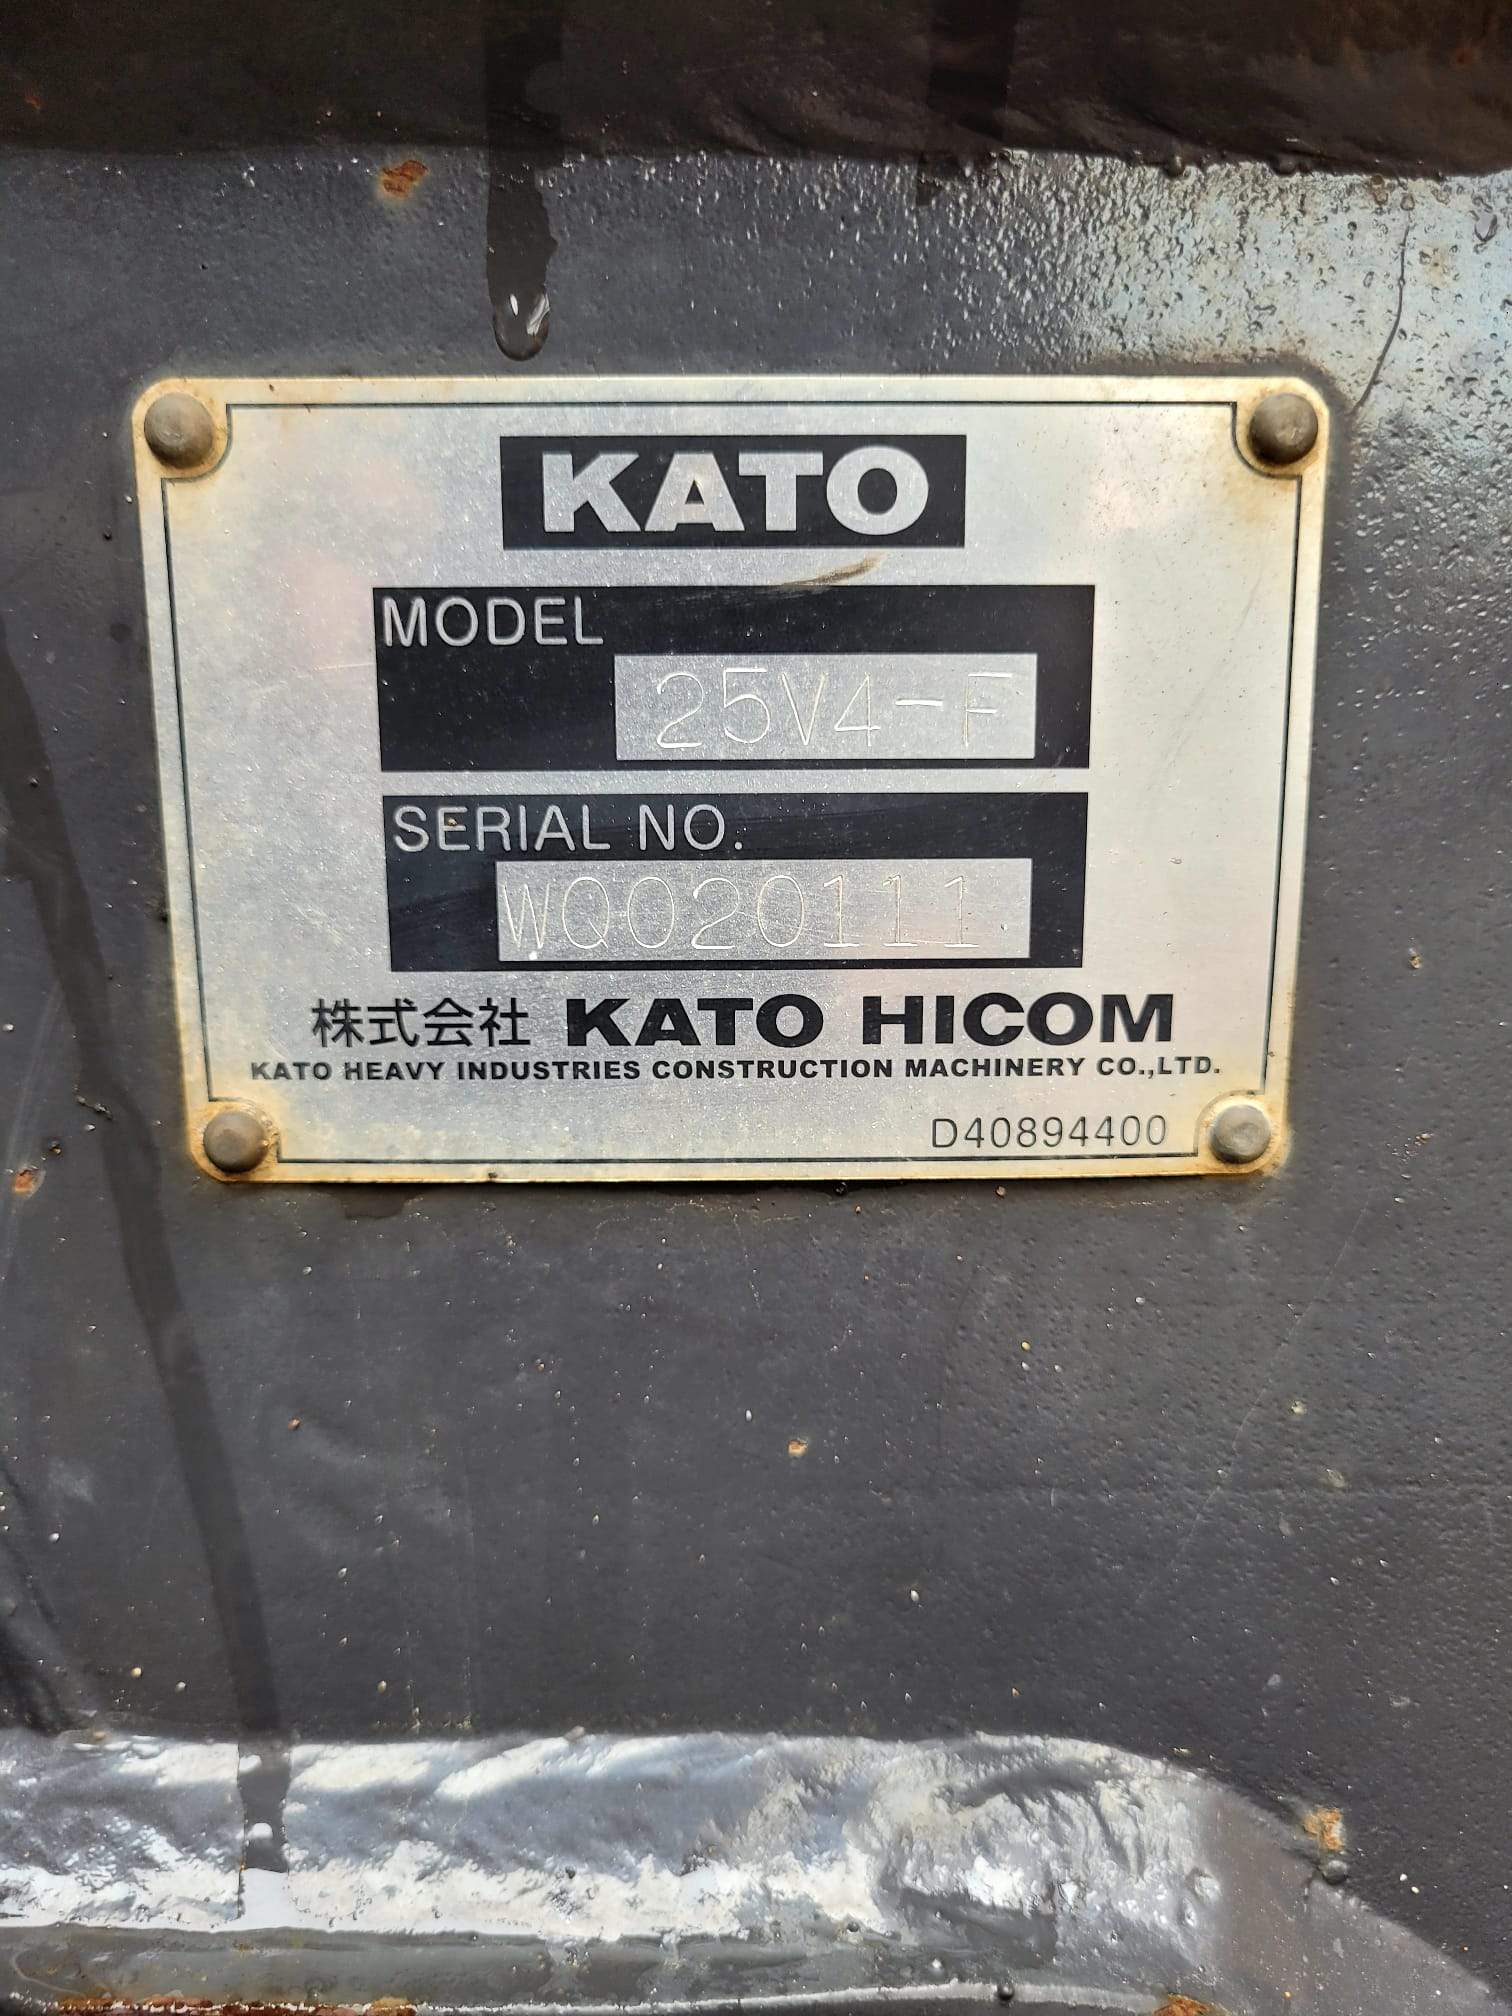 KATO
MODEL
25V4-F
SERIAL NO.
WQ020111
株式会社 KATO HICOM
KATO HEAVY INDUSTRIES CONSTRUCTION MACHINERY CO.,LTD.
D40894400